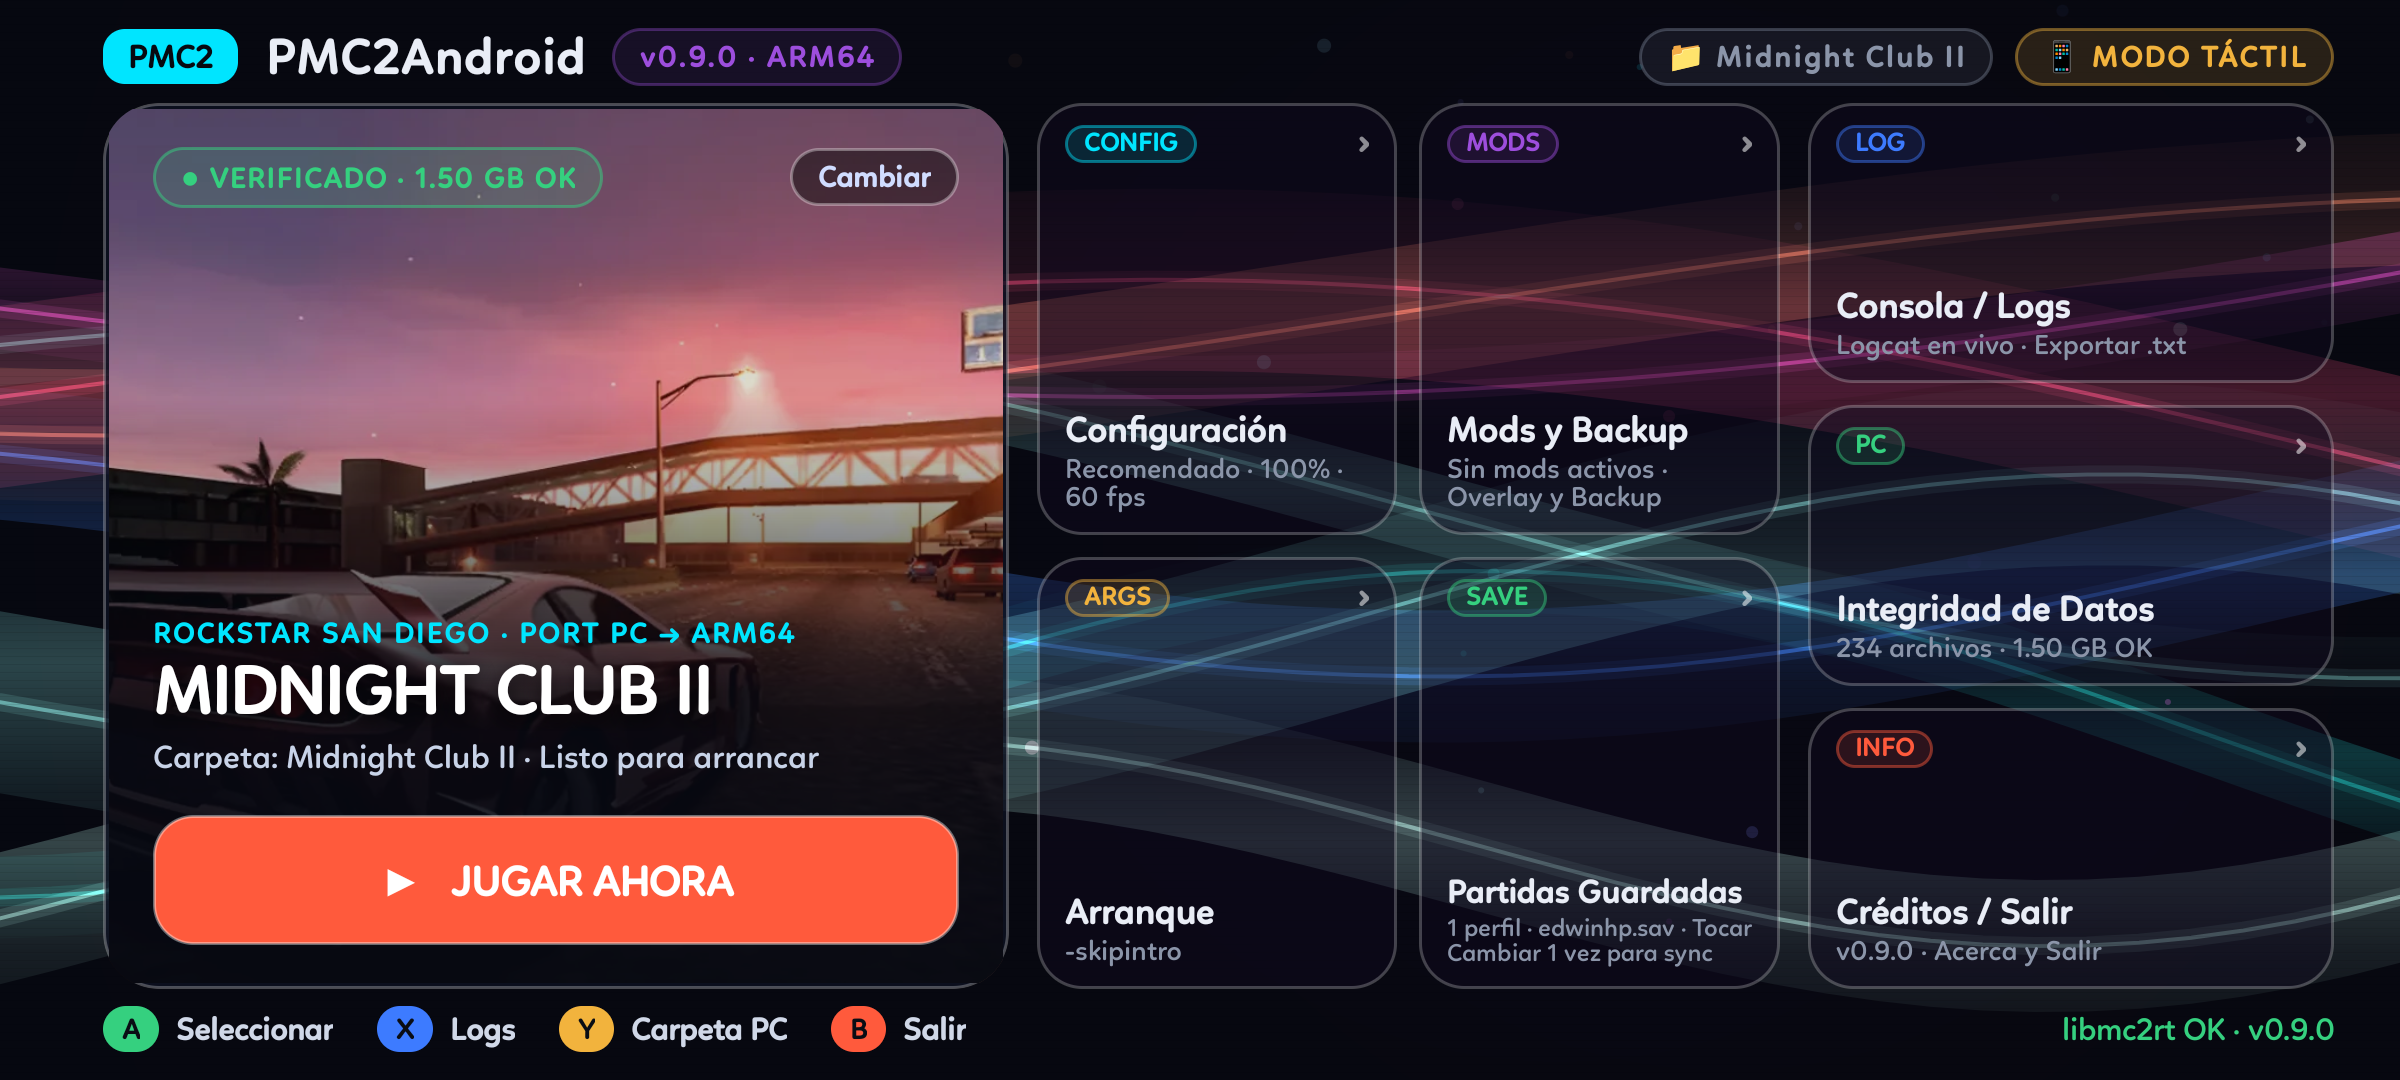 PMC2
PMC2Android
v0.9.0 · ARM64
Midnight Club II
MODO TÁCTIL
● VERIFICADO · 1.50 GB OK
Cambiar
ROCKSTAR SAN DIEGO · PORT PC → ARM64
MIDNIGHT CLUB II
Carpeta: Midnight Club II · Listo para arrancar
▶ JUGAR AHORA
CONFIG
Configuración
Recomendado · 100% ·
60 fps
MODS
Mods y Backup
Sin mods activos ·
Overlay y Backup
ARGS
Arranque
-skipintro
SAVE
Partidas Guardadas
1 perfil · edwinhp.sav · Tocar
Cambiar 1 vez para sync
LOG
Consola / Logs
Logcat en vivo · Exportar .txt
PC
Integridad de Datos
234 archivos · 1.50 GB OK
INFO
Créditos / Salir
v0.9.0 · Acerca y Salir
A Seleccionar
X Logs
Y Carpeta PC
B Salir
libmc2rt OK · v0.9.0